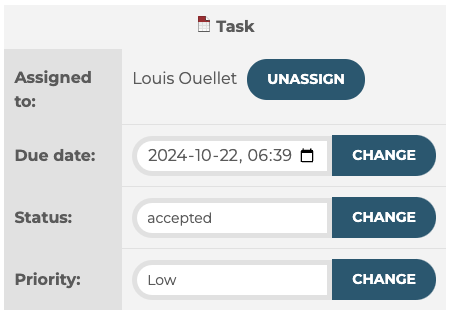 Task
Assigned
to:
Louis Ouellet UNASSIGN
Due date: 2024-10-22, 06:39 CHANGE
Status: accepted CHANGE
Priority: Low CHANGE